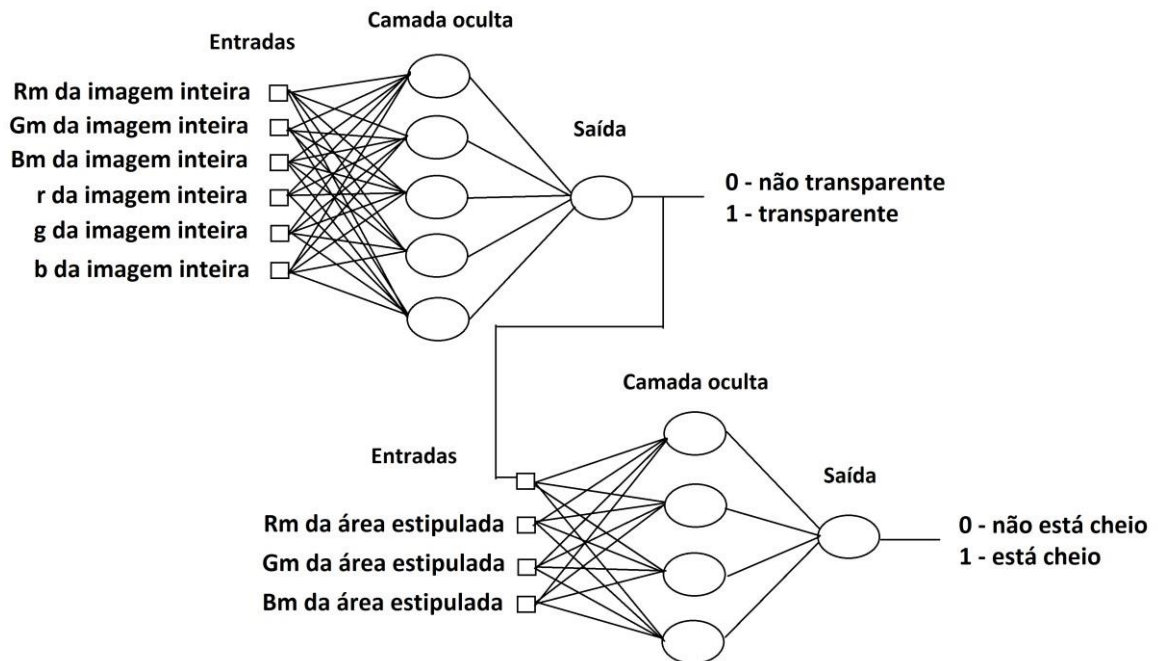 Camada oculta
Entradas
Rm da imagem inteira
Gm da imagem inteira
Bm da imagem inteira
r da imagem inteira
g da imagem inteira
b da imagem inteira
Saída
0 - não transparente
1 - transparente
Camada oculta
Entradas
Rm da área estipulada
Gm da área estipulada
Bm da área estipulada
Saída
0 - não está cheio
1 - está cheio